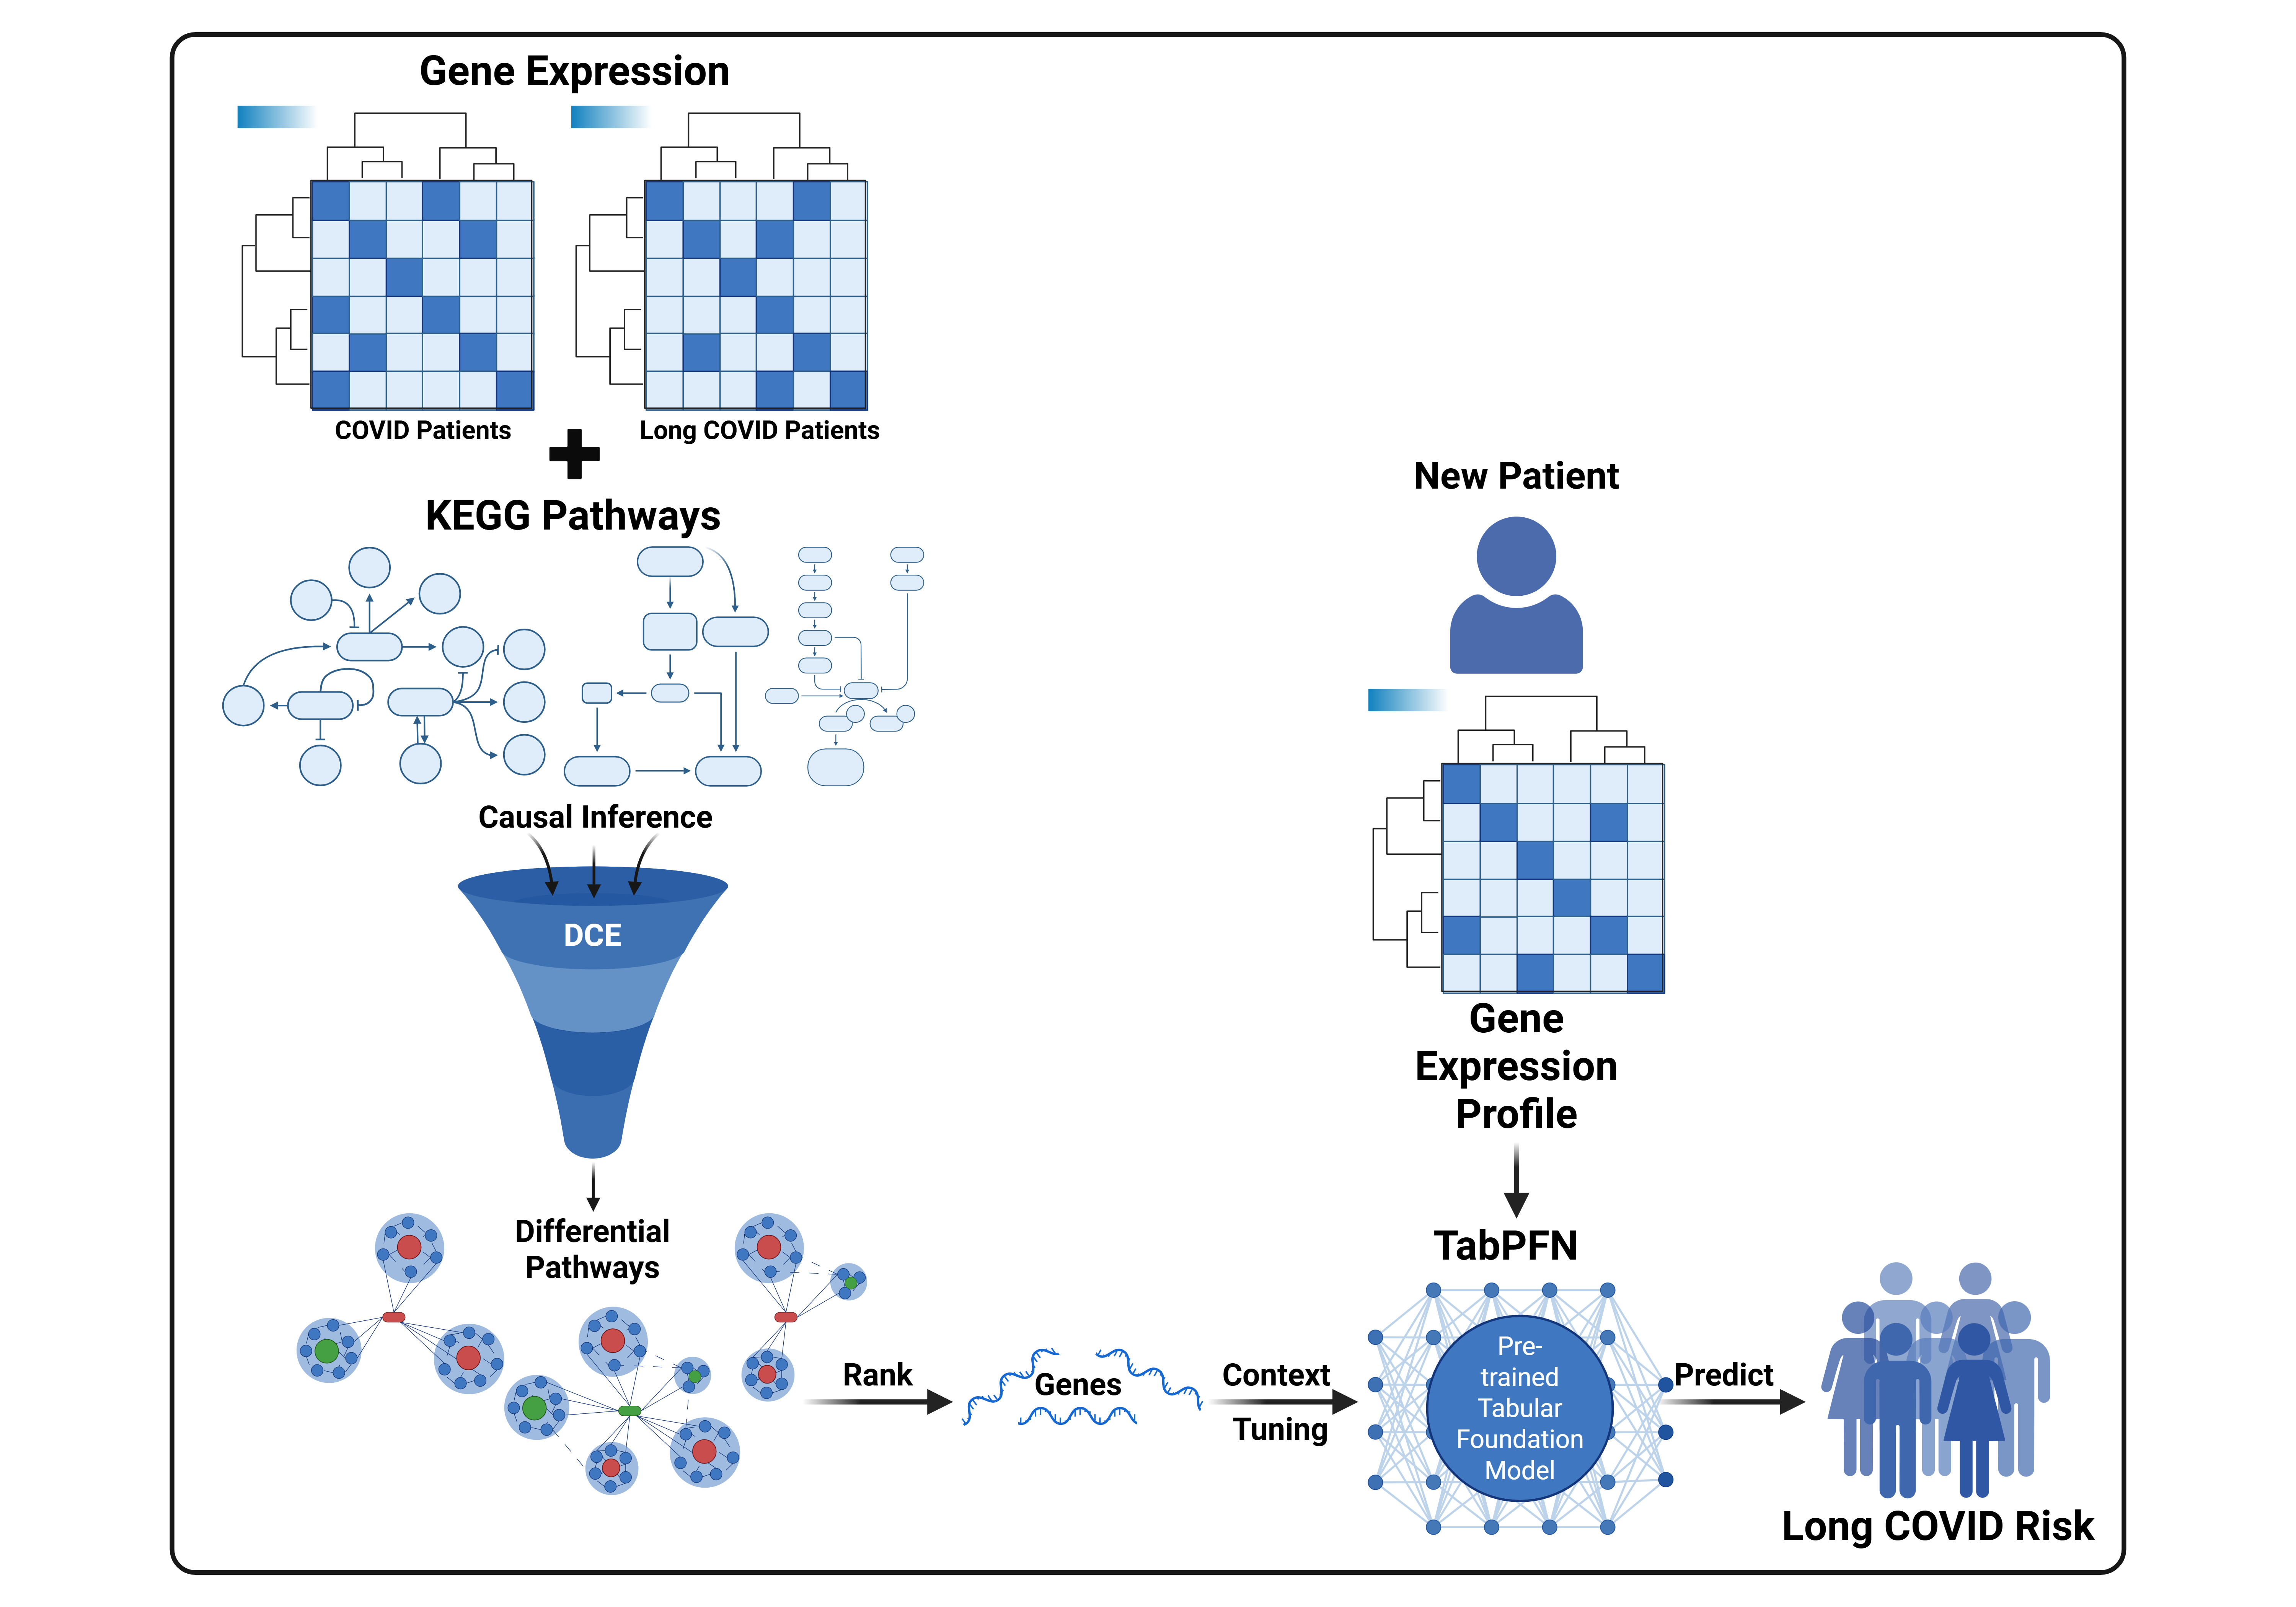 Gene Expression
COVID Patients
Long COVID Patients
KEGG Pathways
Causal Inference
DCE
Differential
Pathways
Rank
Genes
Context
Tuning
New Patient
Gene
Expression
Profile
TabPFN
Pre-
trained
Tabular
Foundation
Model
Predict
Long COVID Risk